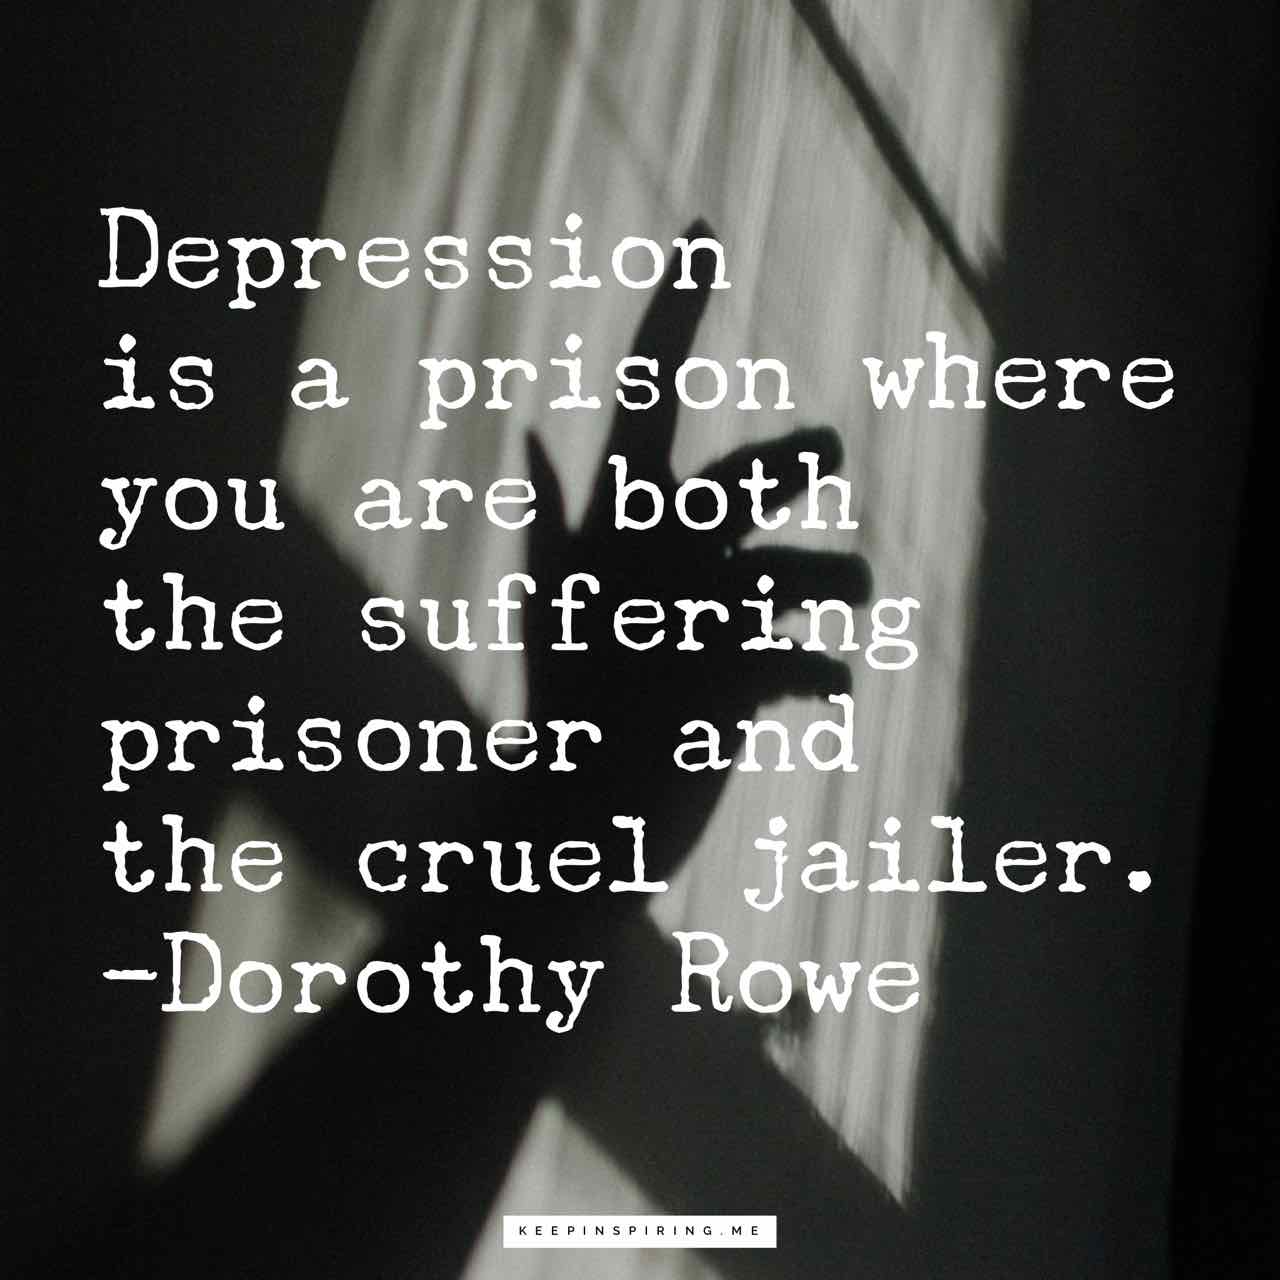 Depression
is a prison where
you are both
the suffering
prisoner and
the cruel jailer.
-Dorothy Rowe
KEEPINSPIRING.ME